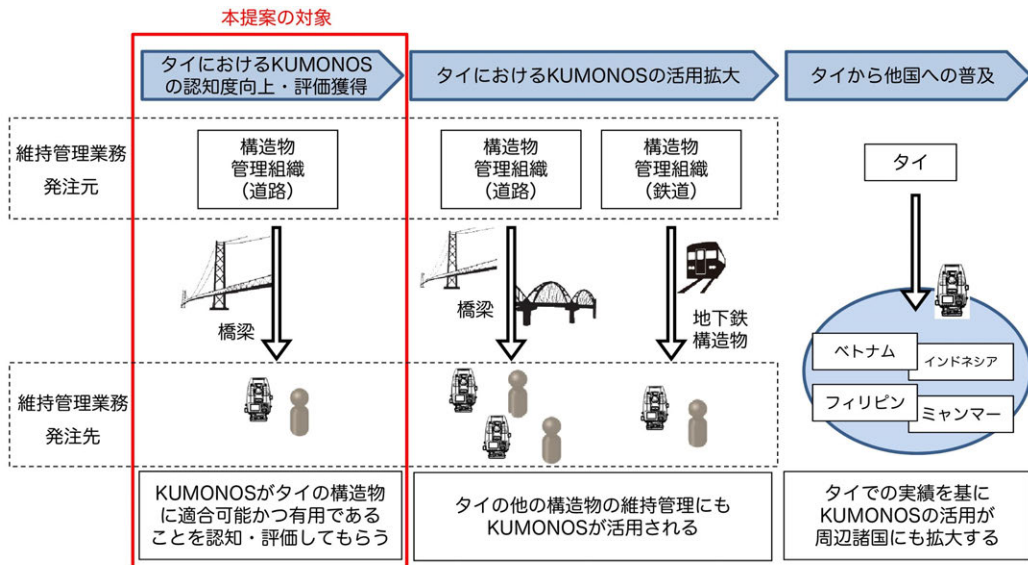 本提案の対象
タイにおけるKUMONOS
の認知度向上・評価獲得
タイにおけるKUMONOSの活用拡大
タイから他国への普及
維持管理業務
発注元
構造物
管理組織
（道路）
構造物
管理組織
（道路）
構造物
管理組織
（鉄道）
タイ
橋梁
橋梁
地下鉄
構造物
ベトナム
インドネシア
フィリピン
ミャンマー
維持管理業務
発注先
KUMONOSがタイの構造物
に適合可能かつ有用である
ことを認知・評価してもらう
タイの他の構造物の維持管理にも
KUMONOSが活用される
タイでの実績を基に
KUMONOSの活用が
周辺諸国にも拡大する